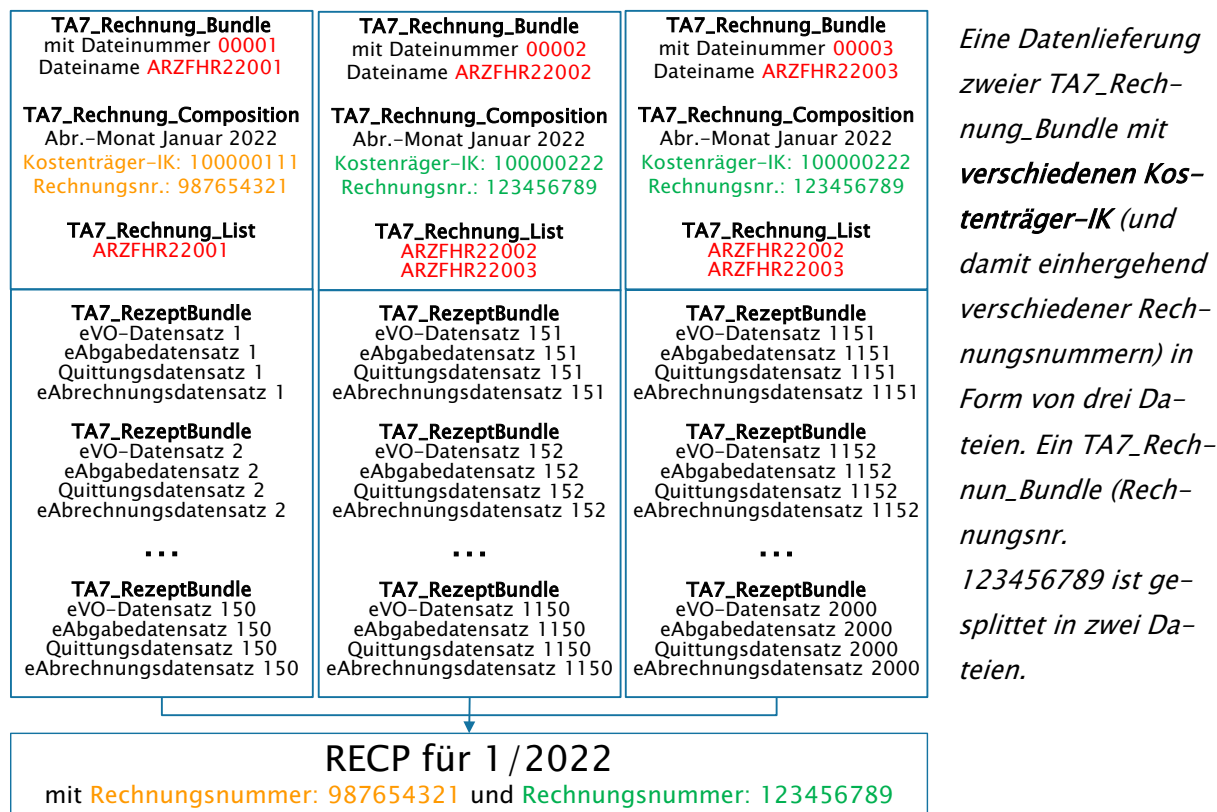 TA7_Rechnung_Bundle
mit Dateinummer 00001
Dateiname ARZFHR22001
TA7_Rechnung_Composition
Abr.-Monat Januar 2022
Kostenträger-IK: 100000111
Rechnungsnr.: 987654321
TA7_Rechnung_List
ARZFHR22001
TA7_RezeptBundle
eVO-Datensatz 1
eAbgabedatensatz 1
Quittungsdatensatz 1
eAbrechnungsdatensatz 1
TA7_RezeptBundle
eVO-Datensatz 2
eAbgabedatensatz 2
Quittungsdatensatz 2
eAbrechnungsdatensatz 2
...
TA7_RezeptBundle
eVO-Datensatz 150
eAbgabedatensatz 150
Quittungsdatensatz 150
eAbrechnungsdatensatz 150
TA7_Rechnung_Bundle
mit Dateinummer 00002
Dateiname ARZFHR22002
TA7_Rechnung_Composition
Abr.-Monat Januar 2022
Kostenräger-IK: 100000222
Rechnungsnr.: 123456789
TA7_Rechnung_List
ARZFHR22002
ARZFHR22003
TA7_RezeptBundle
eVO-Datensatz 151
eAbgabedatensatz 151
Quittungsdatensatz 151
eAbrechnungsdatensatz 151
TA7_RezeptBundle
eVO-Datensatz 152
eAbgabedatensatz 152
Quittungsdatensatz 152
eAbrechnungsdatensatz 152
...
TA7_RezeptBundle
eVO-Datensatz 1150
eAbgabedatensatz 1150
Quittungsdatensatz 1150
eAbrechnungsdatensatz 1150
TA7_Rechnung_Bundle
mit Dateinummer 00003
Dateiname ARZFHR22003
TA7_Rechnung_Composition
Abr.-Monat Januar 2022
Kostenräger-IK: 100000222
Rechnungsnr.: 123456789
TA7_Rechnung_List
ARZFHR22002
ARZFHR22003
TA7_RezeptBundle
eVO-Datensatz 1151
eAbgabedatensatz 1151
Quittungsdatensatz 1151
eAbrechnungsdatensatz 1151
TA7_RezeptBundle
eVO-Datensatz 1152
eAbgabedatensatz 1152
Quittungsdatensatz 1152
eAbrechnungsdatensatz 1152
...
TA7_RezeptBundle
eVO-Datensatz 2000
eAbgabedatensatz 2000
Quittungsdatensatz 2000
eAbrechnungsdatensatz 2000
RECP für 1/2022
mit Rechnungsnummer: 987654321 und Rechnungsnummer: 123456789
Eine Datenlieferung
zweier TA7_Rech-
nung_Bundle mit
verschiedenen Kos-
tenträger-IK (und
damit einhergehend
verschiedener Rech-
nungsnummern) in
Form von drei Da-
teien. Ein TA7_Rech-
nun_Bundle (Rech-
nungsnr.
123456789 ist ge-
splittet in zwei Da-
teien.